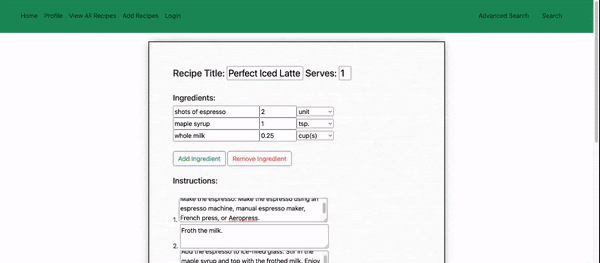 Home Profile View All Recipes Add Recipes Login Advanced Search Search
Recipe Title: Perfect Iced Latte Serves: 1
Ingredients:
shots of espresso 2 unit
maple syrup 1 tsp.
whole milk 0.25 cup(s)
Add Ingredient Remove Ingredient
Instructions:
Make the espresso: Make the espresso using an
espresso machine, manual espresso maker,
1. French press, or Aeropress.
Froth the milk.
2.
Add the espresso to ice-filled glass. Stir in the
maple syrup and top with the frothed milk. Enjoy